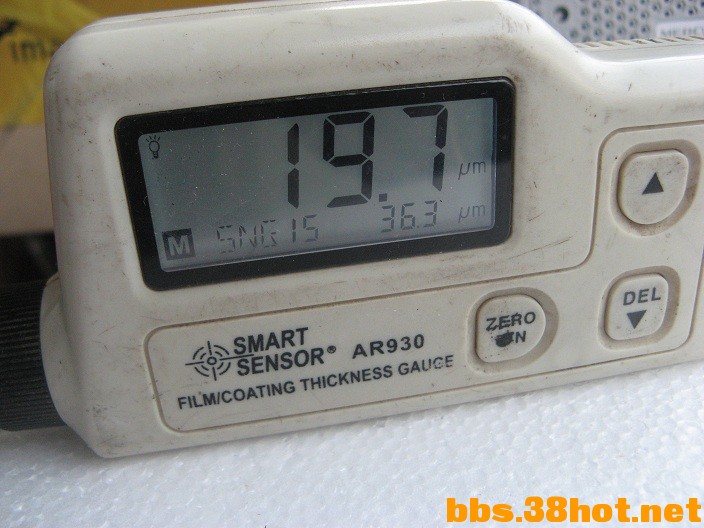 19.7 µm
M SNG 15 36.3 µm
▲
DEL
▼
ZERO
SMART
SENSOR® AR930
FILM/COATING THICKNESS GAUGE
bbs.38hot.net